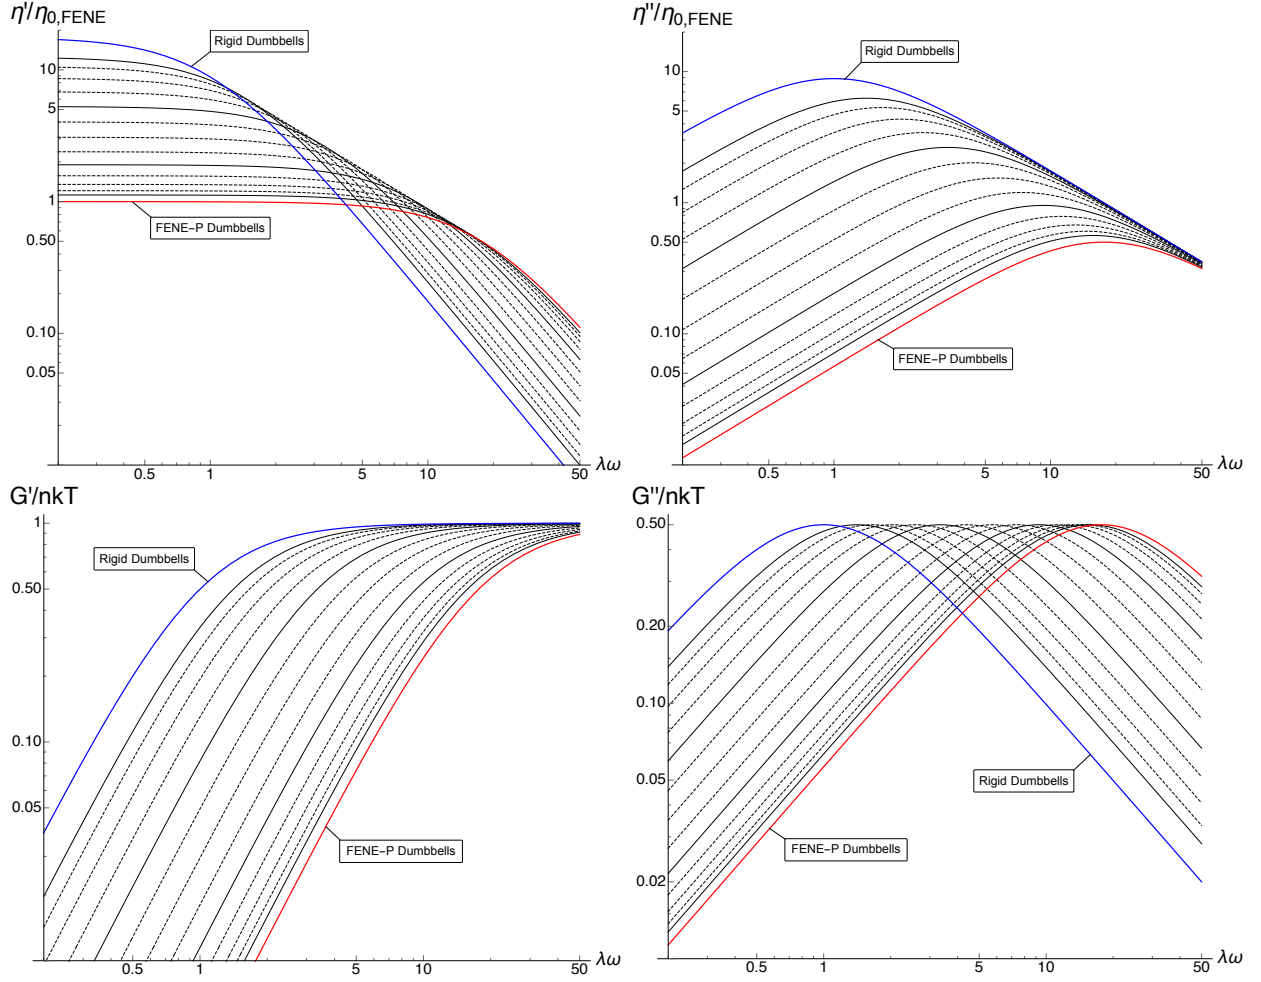 η'/η0,FENE
10
5
1
0.50
0.10
0.05
0.5 1 5 10 50 λω
Rigid Dumbbells
FENE-P Dumbbells
η''/η0,FENE
10
5
1
0.50
0.10
0.05
0.5 1 5 10 50 λω
Rigid Dumbbells
FENE-P Dumbbells
G'/nkT
1
0.50
0.10
0.05
0.5 1 5 10 50 λω
Rigid Dumbbells
FENE-P Dumbbells
G''/nkT
0.50
0.20
0.10
0.05
0.02
0.5 1 5 10 50 λω
Rigid Dumbbells
FENE-P Dumbbells